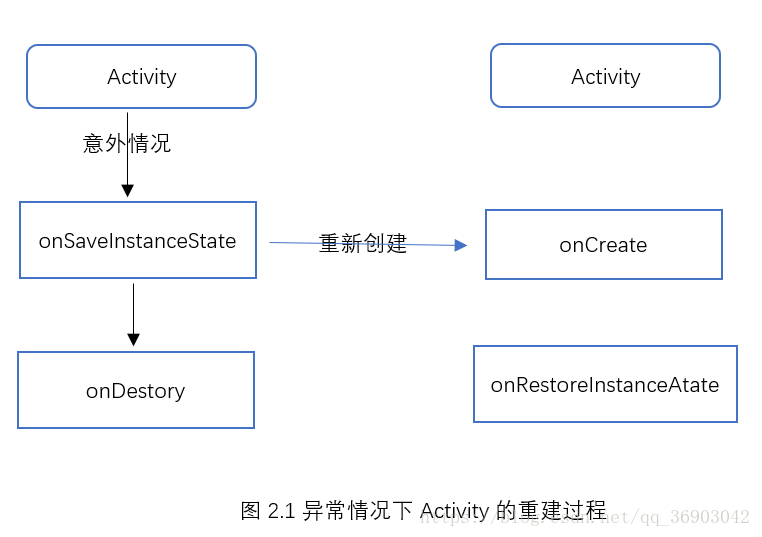 Activity
Activity
意外情况
onSaveInstanceState
重新创建
onCreate
onDestory
onRestoreInstanceAtate
图 2.1 异常情况下 Activity 的重建过程
https://blog.csdn.net/qq_36903042